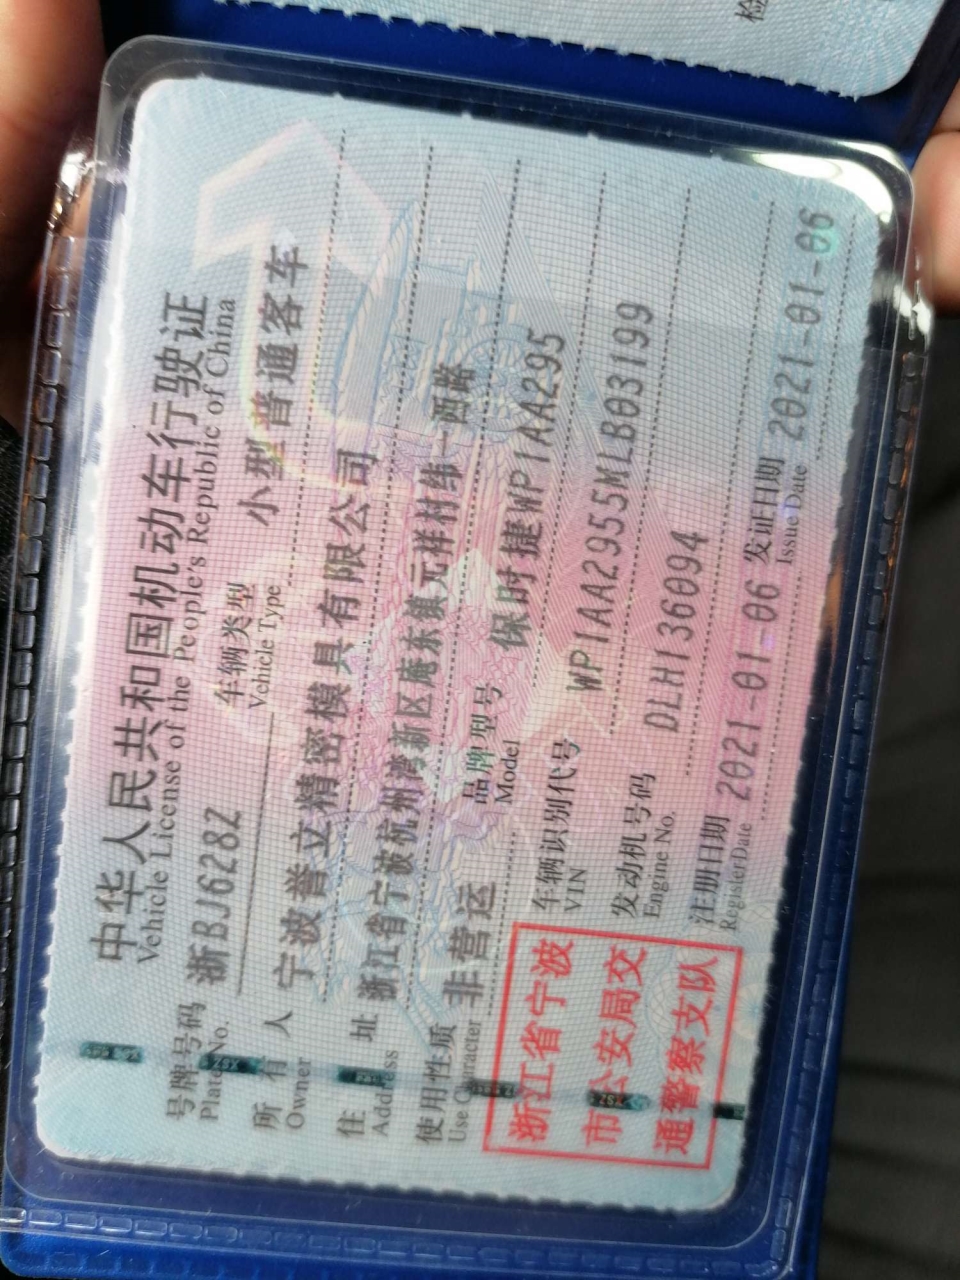 检
中华人民共和国机动车行驶证
Vehicle License of the People's Republic of China
号牌号码 浙BJ628Z 车辆类型 小型普通客车
Plate No. Vehicle Type
所有人 宁波誉立精密模具有限公司
Owner
住址 浙江省宁波杭州湾新区庵东镇元祥村纬一西路
Address
使用性质 非营运 品牌型号 保时捷WP1AA295
Use Character Model
车辆识别代号 WP1AA2955MLB03199
VIN
发动机号码 DLH136094
Engine No.
注册日期 2021-01-06 发证日期 2021-01-06
Register Date Issue Date
浙江省宁波
市公安局交
通警察支队